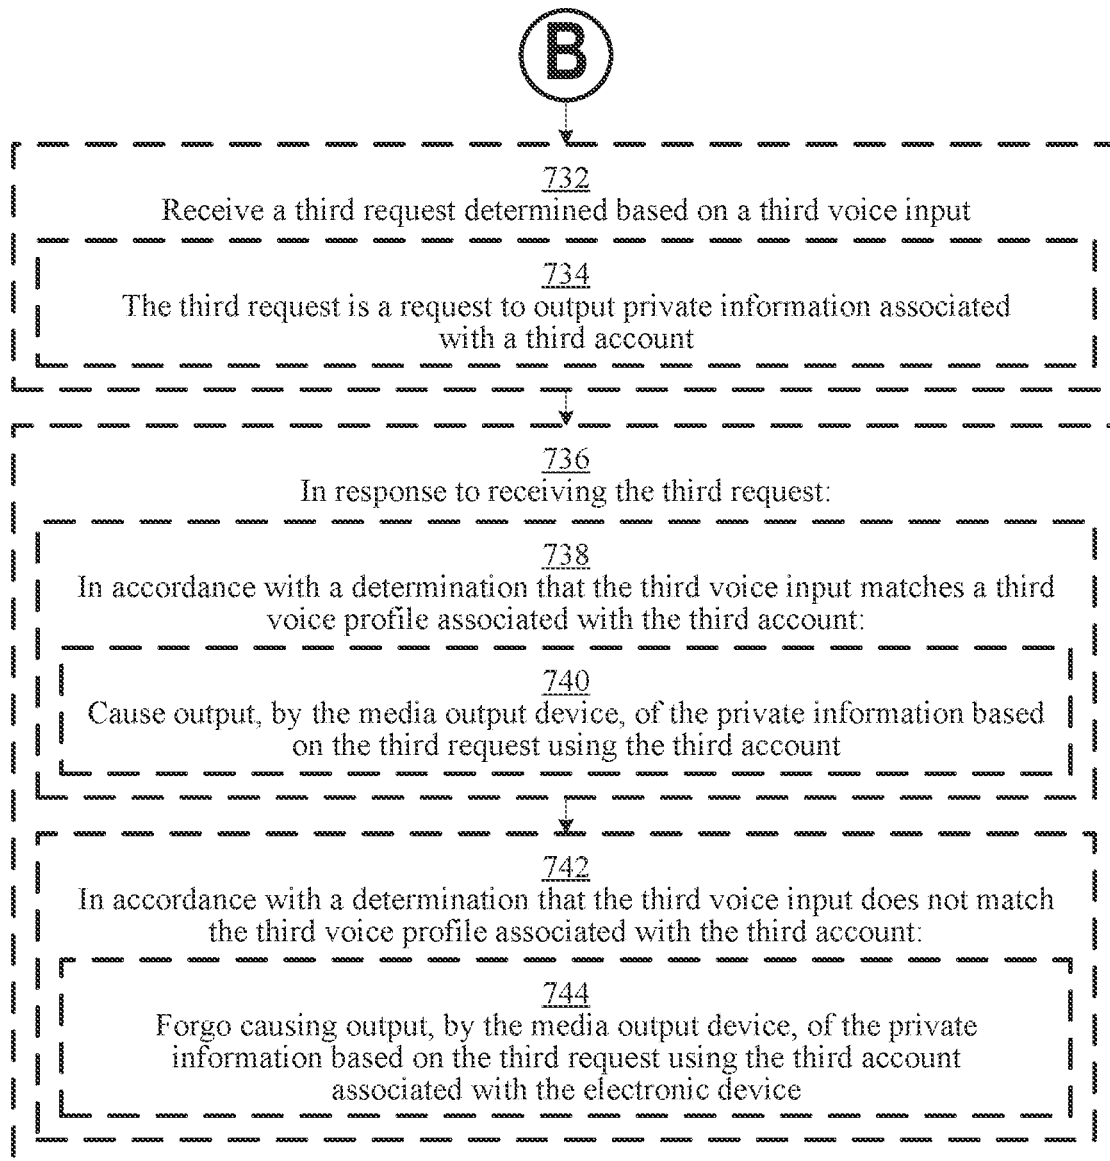 B
732
Receive a third request determined based on a third voice input
734
The third request is a request to output private information associated
with a third account
736
In response to receiving the third request:
738
In accordance with a determination that the third voice input matches a third
voice profile associated with the third account:
740
Cause output, by the media output device, of the private information based
on the third request using the third account
742
In accordance with a determination that the third voice input does not match
the third voice profile associated with the third account:
744
Forgo causing output, by the media output device, of the private
information based on the third request using the third account
associated with the electronic device